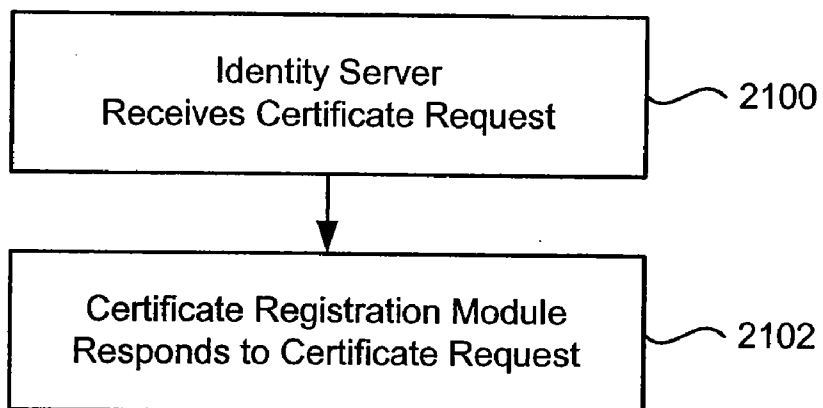 Identity Server
Receives Certificate Request
2100
Certificate Registration Module
Responds to Certificate Request
2102